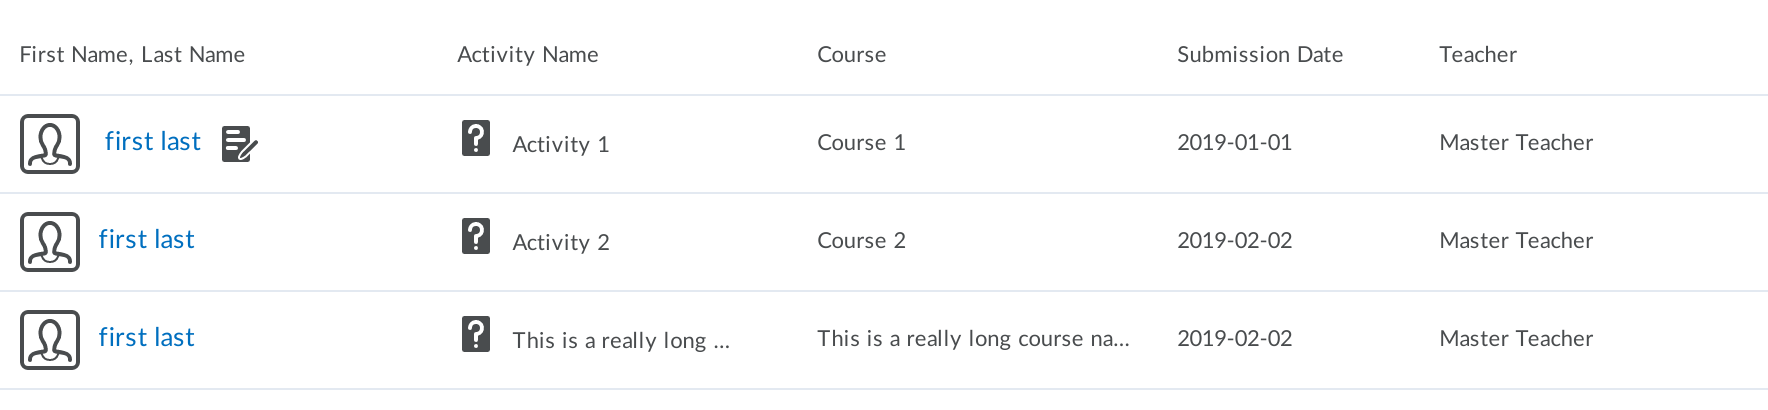 First Name, Last Name Activity Name Course Submission Date Teacher
first last Activity 1 Course 1 2019-01-01 Master Teacher
first last Activity 2 Course 2 2019-02-02 Master Teacher
first last This is a really long ... This is a really long course na... 2019-02-02 Master Teacher